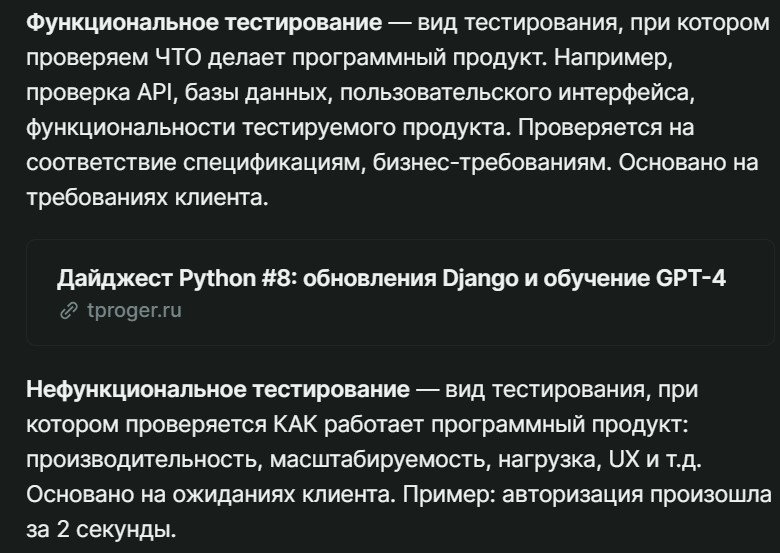 Функциональное тестирование — вид тестирования, при котором
проверяем ЧТО делает программный продукт. Например,
проверка API, базы данных, пользовательского интерфейса,
функциональности тестируемого продукта. Проверяется на
соответствие спецификациям, бизнес-требованиям. Основано на
требованиях клиента.
Дайджест Python #8: обновления Django и обучение GPT-4
tproger.ru
Нефункциональное тестирование — вид тестирования, при
котором проверяется КАК работает программный продукт:
производительность, масштабируемость, нагрузка, UX и т.д.
Основано на ожиданиях клиента. Пример: авторизация произошла
за 2 секунды.